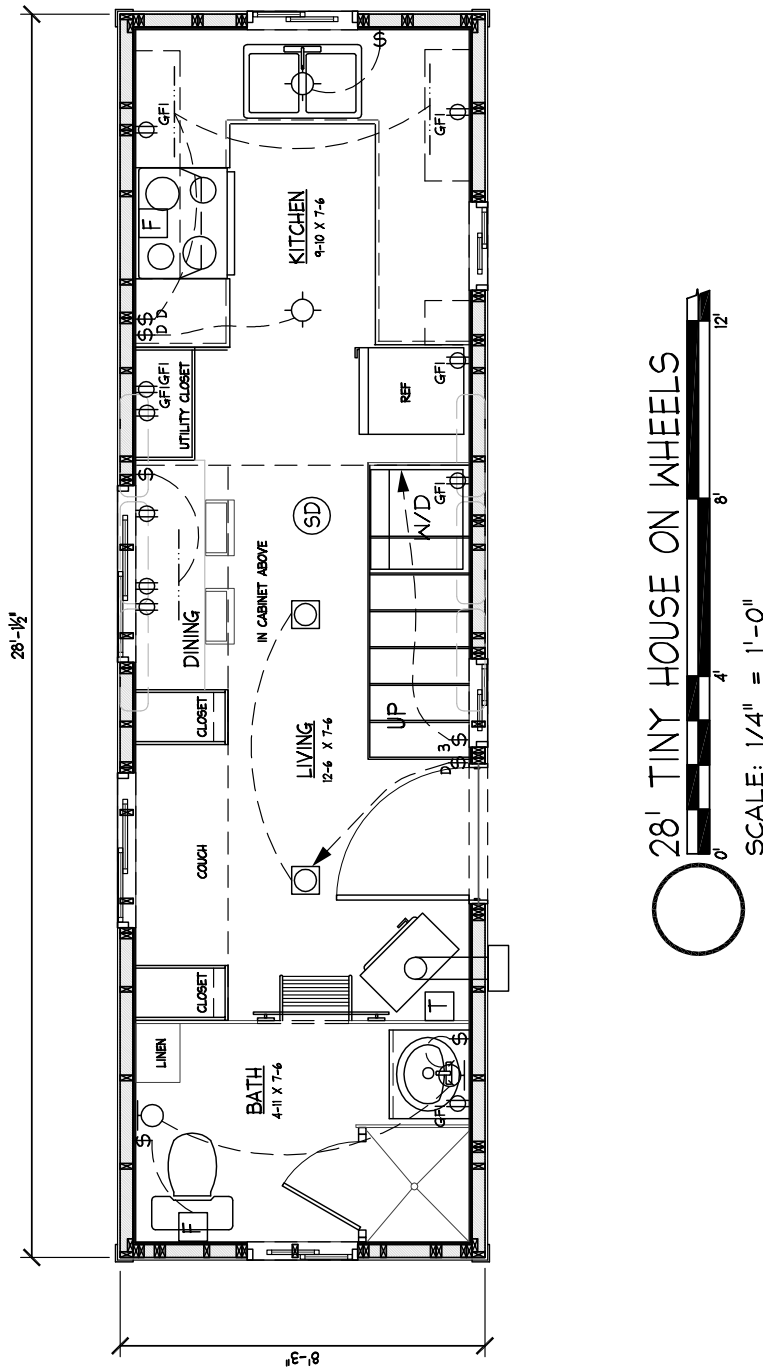 28'-1½"
8'-3"
GFI
GFI
F
KITCHEN
9-10 X 7-6
$
$$
D D
GFI GFI
UTILITY CLOSET
REF
GFI
$
GFI
W/D
SD
DINING
IN CABINET ABOVE
CLOSET
UP
LIVING
12-6 X 7-6
3
$
D
$
COUCH
CLOSET
T
LINEN
BATH
4-11 X 7-6
$
GFI
$
F
28' TINY HOUSE ON WHEELS
0' 4' 8' 12'
SCALE: 1/4" = 1'-0"